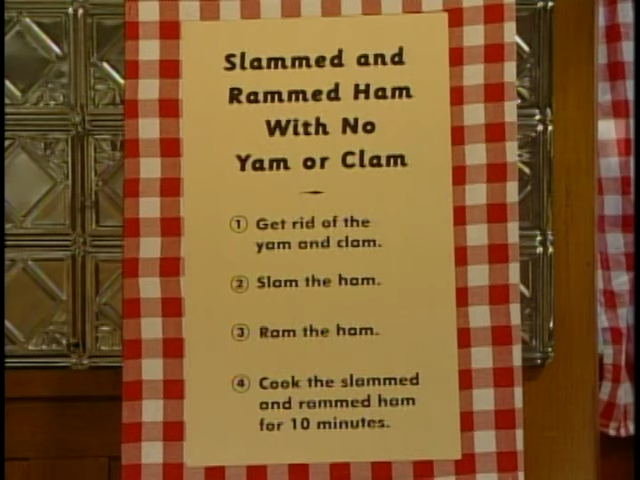 Slammed and
Rammed Ham
With No
Yam or Clam
1 Get rid of the
yam and clam.
2 Slam the ham.
3 Ram the ham.
4 Cook the slammed
and rammed ham
for 10 minutes.